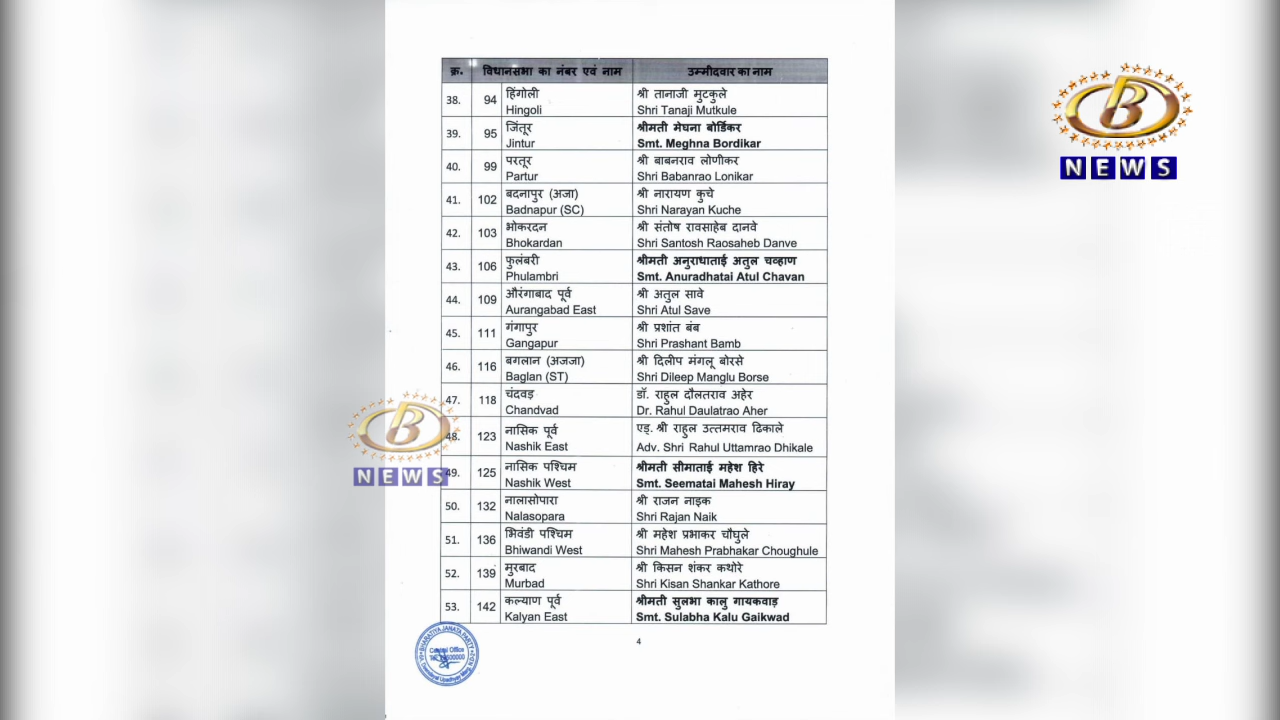 क्र. विधानसभा का नंबर एवं नाम उम्मीदवार का नाम
38. 94 हिंगोली श्री तानाजी मुटकुले
Hingoli Shri Tanaji Mutkule
39. 95 जिंतूर श्रीमती मेघना बोर्डिकर
Jintur Smt. Meghna Bordikar
40. 99 परतूर श्री बाबनराव लोणीकर
Partur Shri Babanrao Lonikar
41. 102 बदनापुर (अजा) श्री नारायण कुचे
Badnapur (SC) Shri Narayan Kuche
42. 103 भोकरदन श्री संतोष रावसाहेब दानवे
Bhokardan Shri Santosh Raosaheb Danve
43. 106 फुलंबरी श्रीमती अनुराधाताई अतुल चव्हाण
Phulambri Smt. Anuradhatai Atul Chavan
44. 109 औरंगाबाद पूर्व श्री अतुल सावे
Aurangabad East Shri Atul Save
45. 111 गंगापुर श्री प्रशांत बंब
Gangapur Shri Prashant Bamb
46. 116 बगलान (अजजा) श्री दिलीप मंगलू बोरसे
Baglan (ST) Shri Dileep Manglu Borse
47. 118 चंदवड़ डॉ. राहुल दौलतराव अहेर
Chandvad Dr. Rahul Daulatrao Aher
48. 123 नासिक पूर्व एड्. श्री राहुल उत्तमराव ढिकाले
Nashik East Adv. Shri Rahul Uttamrao Dhikale
49. 125 नासिक पश्चिम श्रीमती सीमाताई महेश हिरे
Nashik West Smt. Seematai Mahesh Hiray
50. 132 नालासोपारा श्री राजन नाइक
Nalasopara Shri Rajan Naik
51. 136 भिवंडी पश्चिम श्री महेश प्रभाकर चौघुले
Bhiwandi West Shri Mahesh Prabhakar Choughule
52. 139 मुरबाद श्री किसन शंकर कथोरे
Murbad Shri Kisan Shankar Kathore
53. 142 कल्याण पूर्व श्रीमती सुलभा कालु गायकवाड़
Kalyan East Smt. Sulabha Kalu Gaikwad
4
BHARATIYA JANATA PARTY
Central Office
B
NEWS
B
NEWS